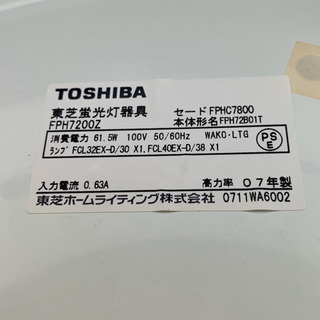 TOSHIBA
東芝蛍光灯器具
FPH7200Z
セード FPHC7800
本体形名 FPH72B01T
消費電力 61.5W 100V 50/60Hz WAKO・LTG
ランプ FCL32EX-D/30 X1.FCL40EX-D/38 X1
PS
E
入力電流 0.63A
高力率 07年製
東芝ホームライティング株式会社 0711WA6002